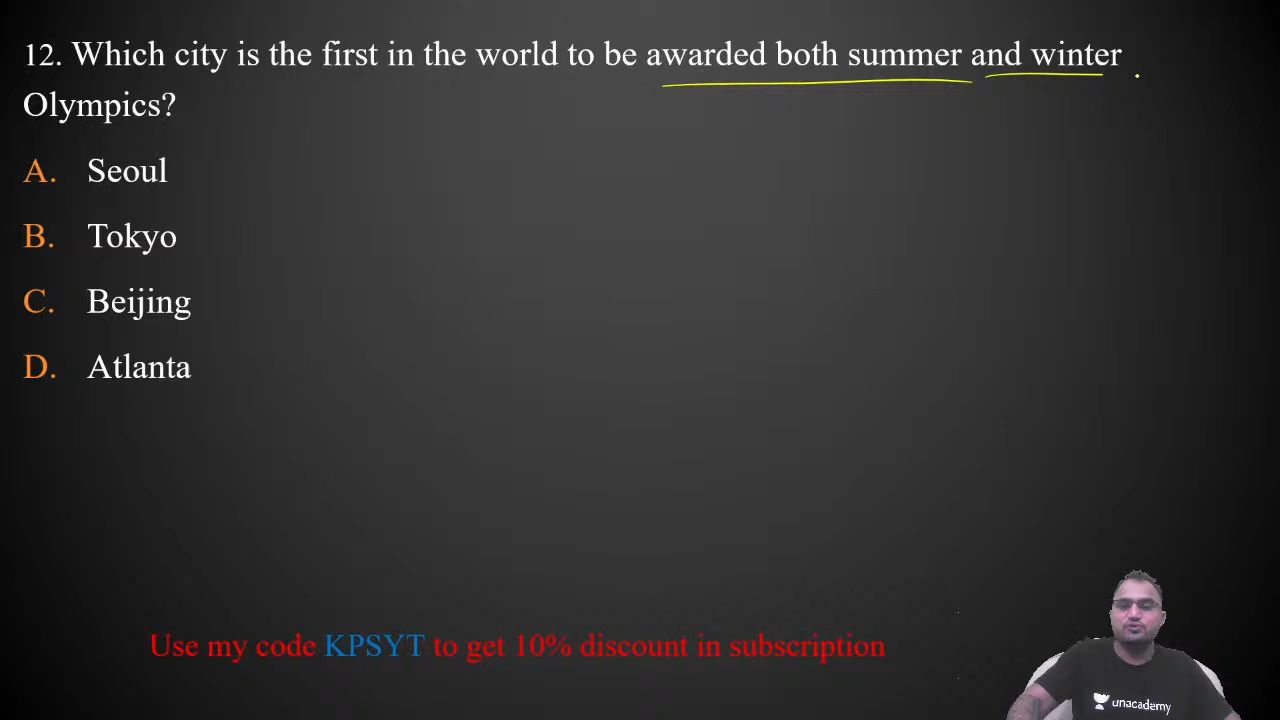 12. Which city is the first in the world to be awarded both summer and winter
Olympics?
A. Seoul
B. Tokyo
C. Beijing
D. Atlanta
Use my code KPSYT to get 10% discount in subscription
unacademy